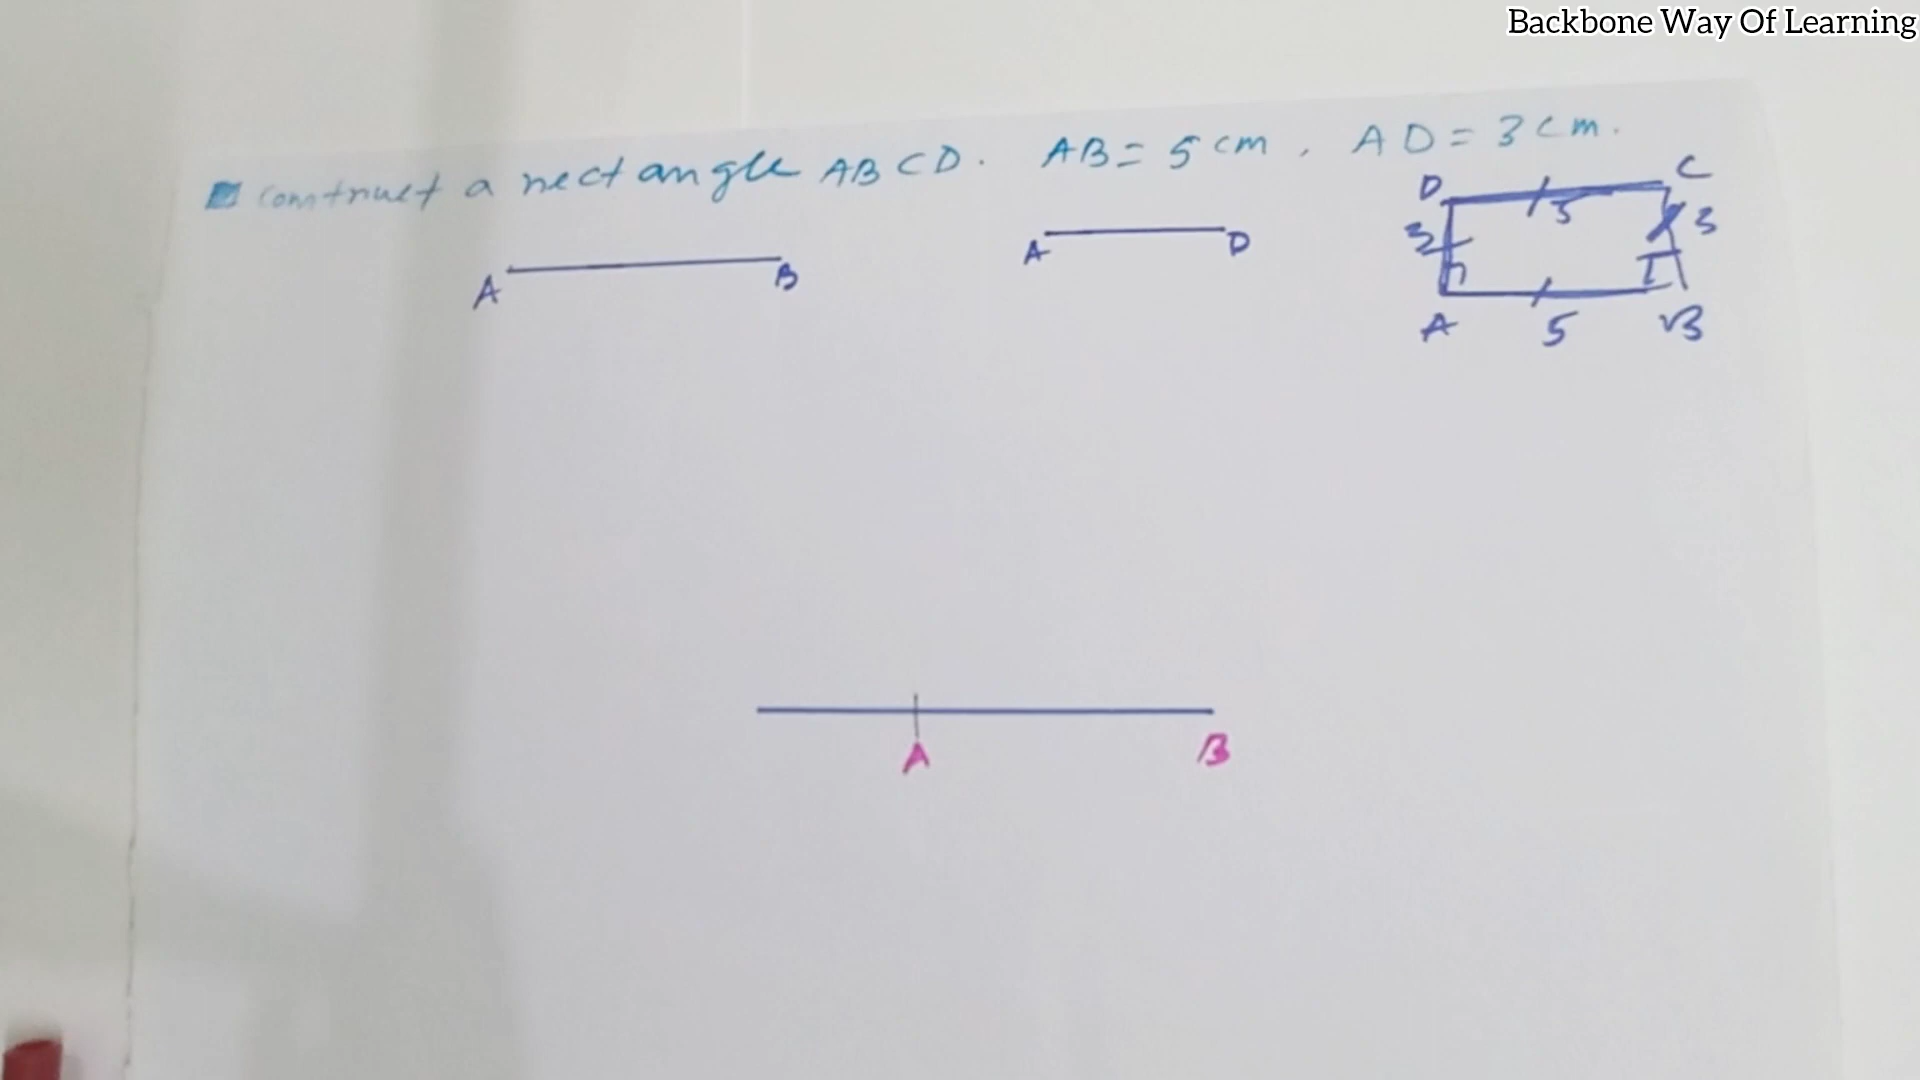 Backbone Way Of Learning
Construct a rectangle ABCD. AB = 5 cm, AD = 3 cm.
D C
5
3 3
A B
A D
A B
5
A B